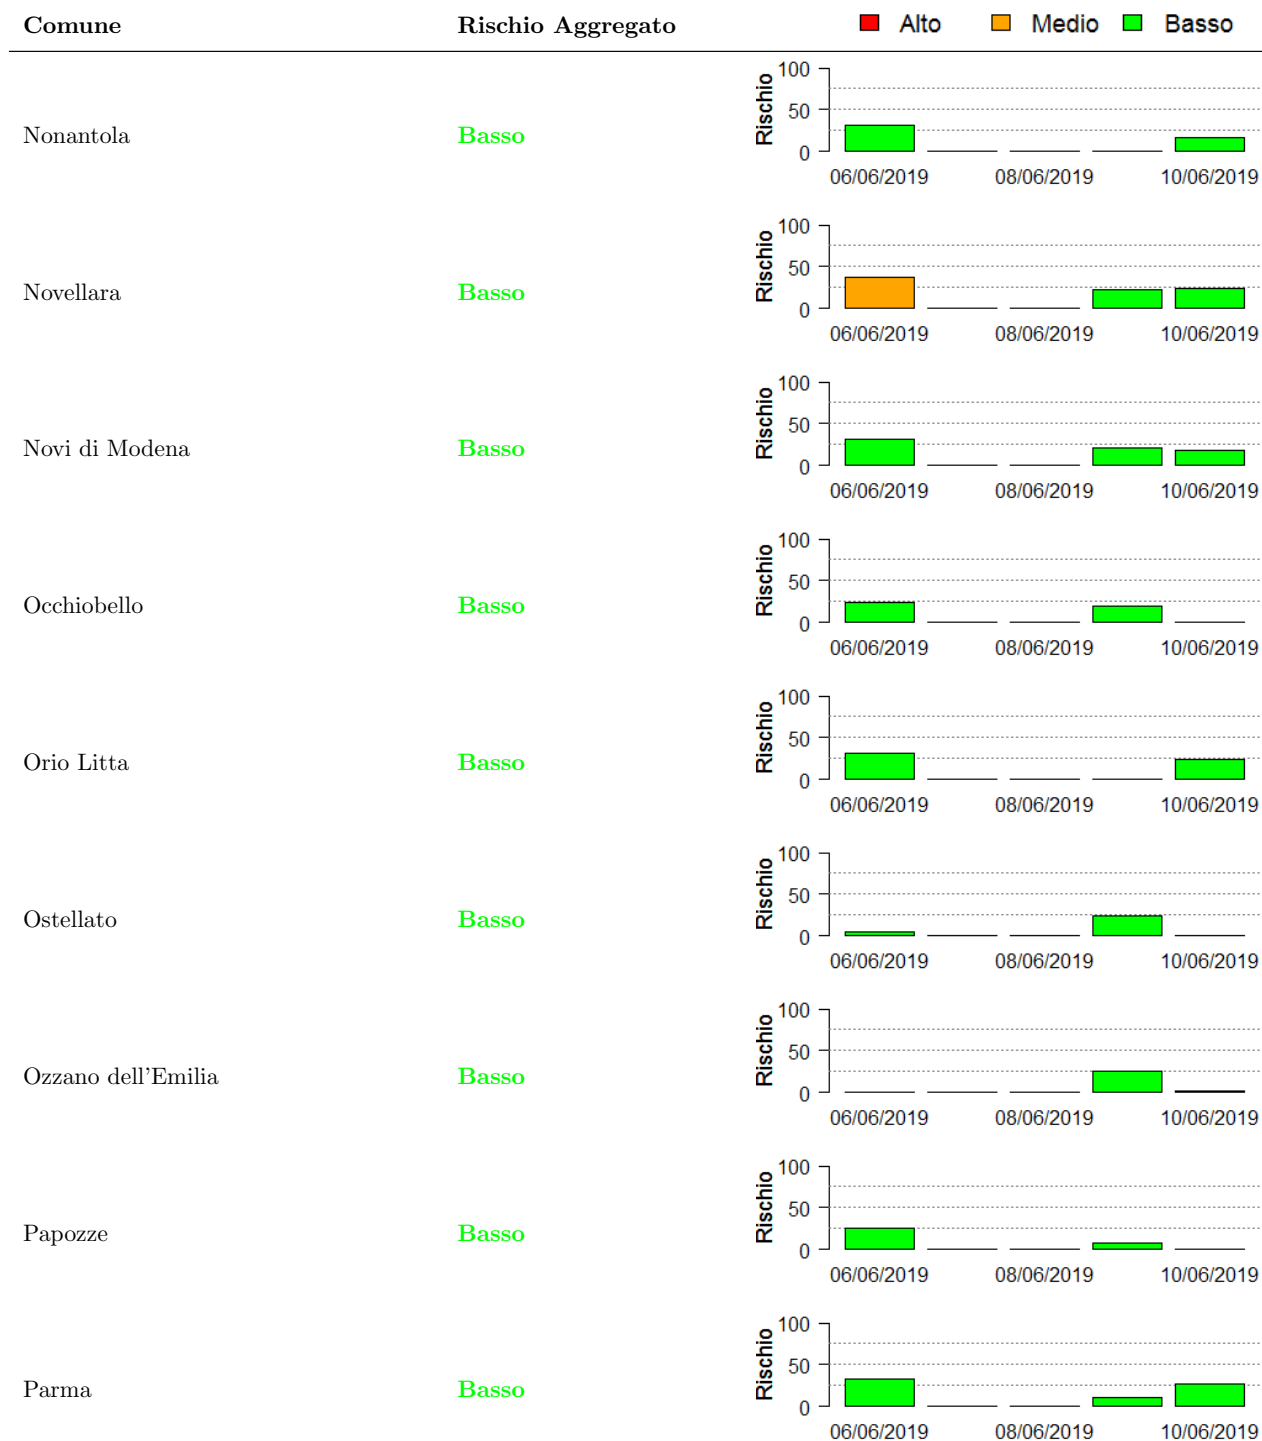 Comune Rischio Aggregato Alto Medio Basso
Nonantola Basso Rischio 100 50 0
06/06/2019 08/06/2019 10/06/2019
Novellara Basso Rischio 100 50 0
06/06/2019 08/06/2019 10/06/2019
Novi di Modena Basso Rischio 100 50 0
06/06/2019 08/06/2019 10/06/2019
Occhiobello Basso Rischio 100 50 0
06/06/2019 08/06/2019 10/06/2019
Orio Litta Basso Rischio 100 50 0
06/06/2019 08/06/2019 10/06/2019
Ostellato Basso Rischio 100 50 0
06/06/2019 08/06/2019 10/06/2019
Ozzano dell'Emilia Basso Rischio 100 50 0
06/06/2019 08/06/2019 10/06/2019
Papozze Basso Rischio 100 50 0
06/06/2019 08/06/2019 10/06/2019
Parma Basso Rischio 100 50 0
06/06/2019 08/06/2019 10/06/2019